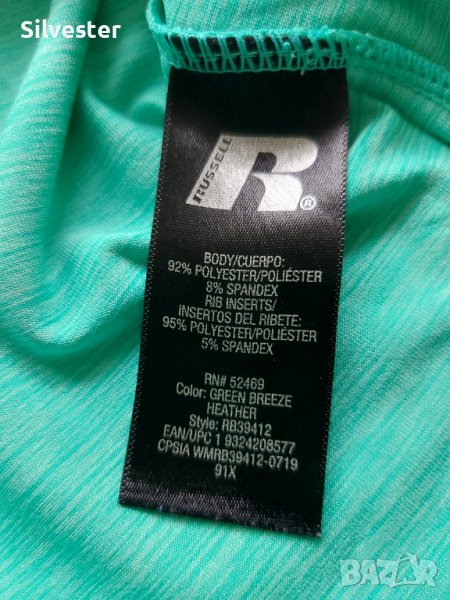 Silvester
RUSSELL
R®
BODY/CUERPO:
92% POLYESTER/POLIÉSTER
8% SPANDEX
RIB INSERTS/
INSERTOS DEL RIBETE:
95% POLYESTER/POLIÉSTER
5% SPANDEX
RN# 52469
Color: GREEN BREEZE
HEATHER
Style: RB39412
EAN/UPC 1 9324208577
CPSIA WMRB39412-0719
91X
BAZAR